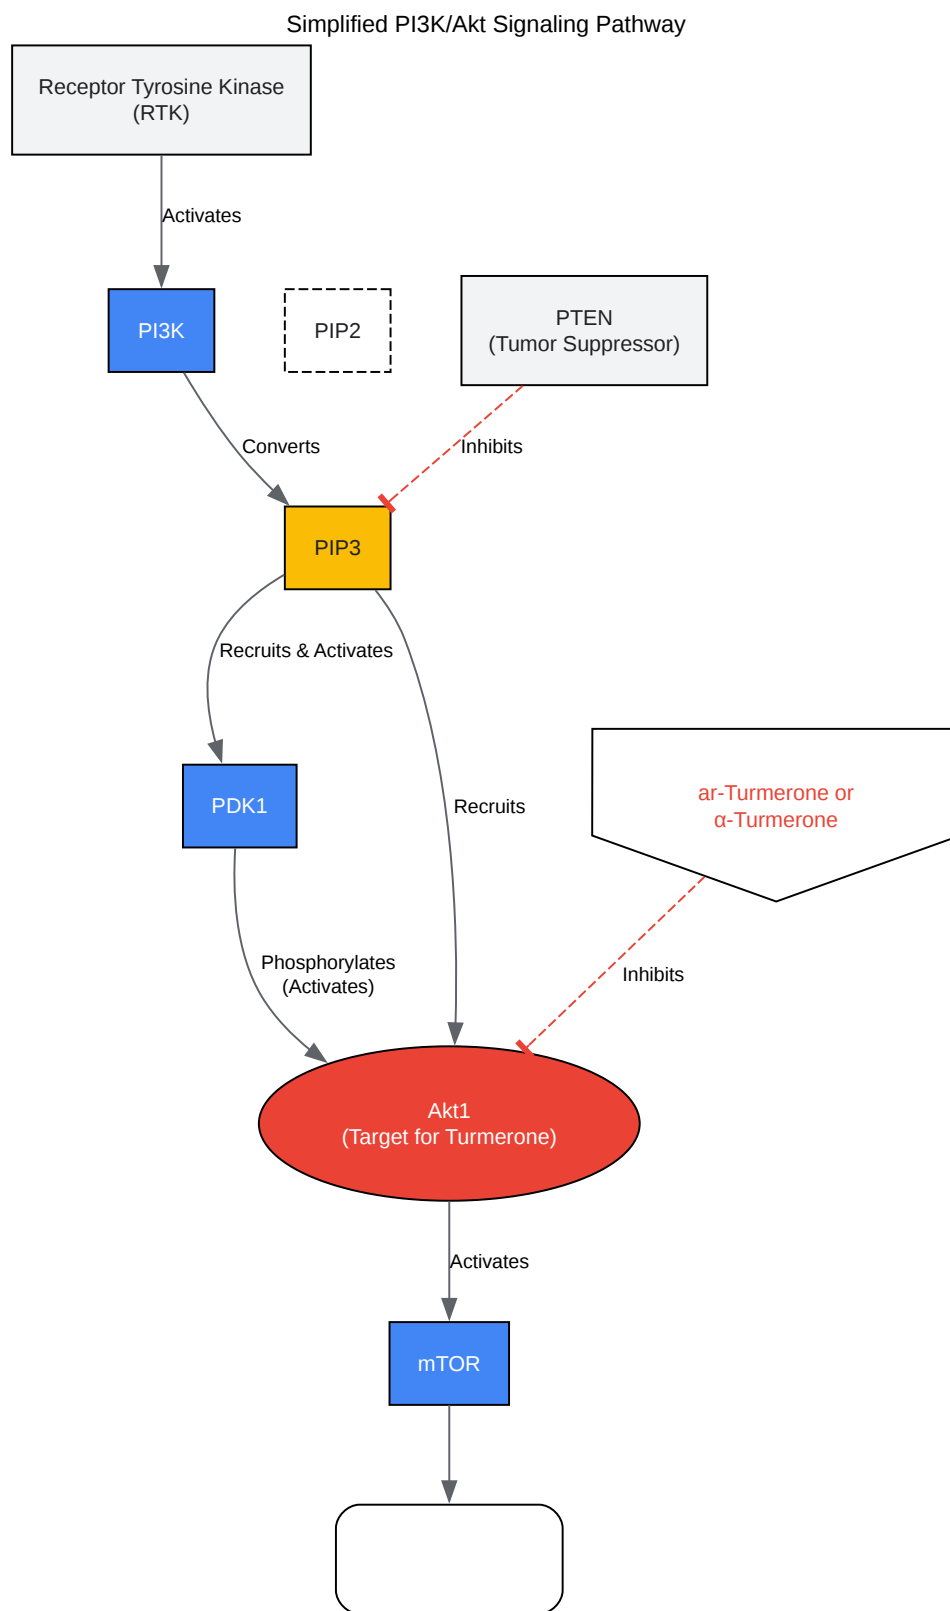 Simplified PI3K/Akt Signaling Pathway
Receptor Tyrosine Kinase
(RTK)
Activates
PI3K
PIP2
PTEN
(Tumor Suppressor)
Converts
Inhibits
PIP3
Recruits & Activates
PDK1
Recruits
ar-Turmerone or
α-Turmerone
Phosphorylates
(Activates)
Inhibits
Akt1
(Target for Turmerone)
Activates
mTOR